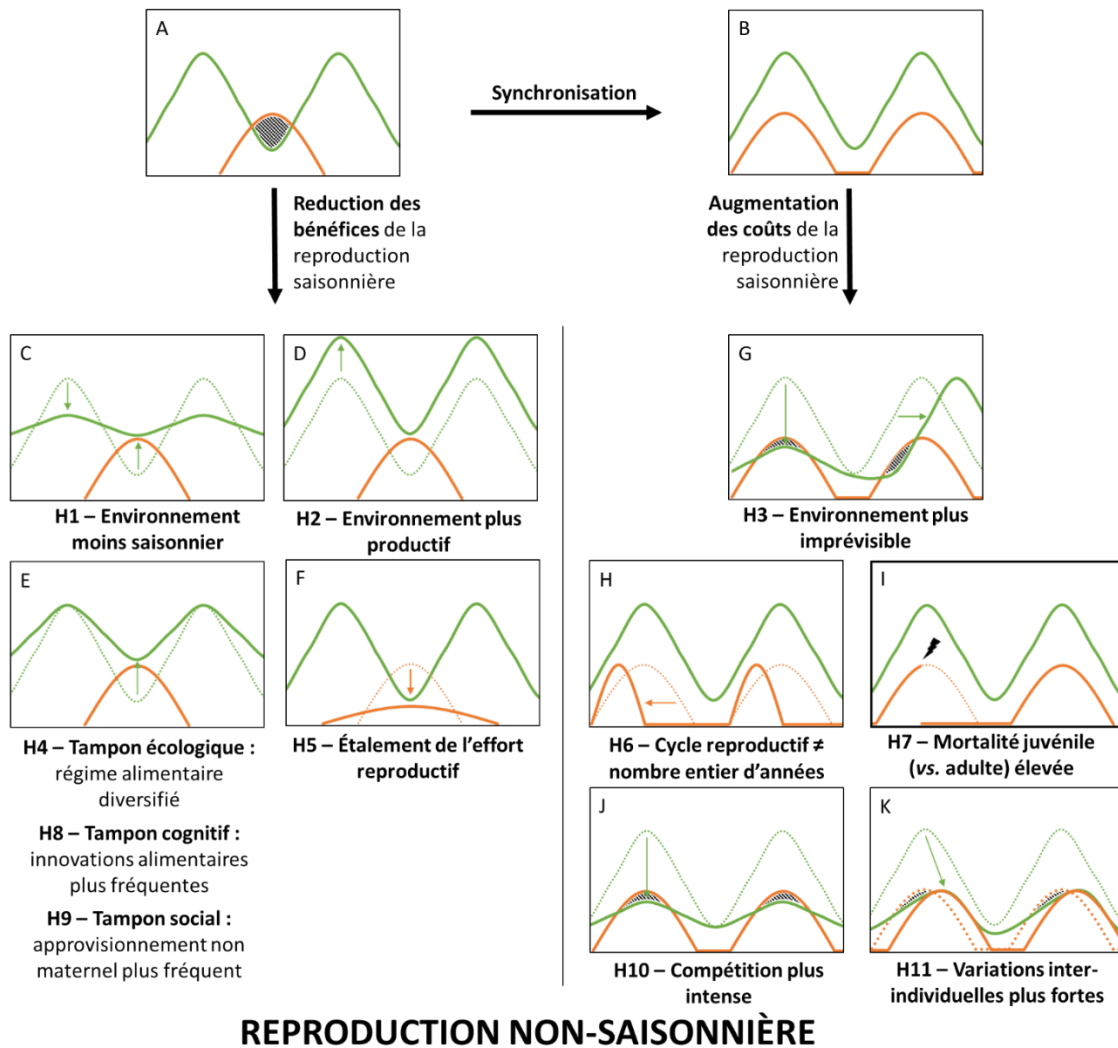 A
B
Synchronisation
Reduction des
bénéfices de la
reproduction
saisonnière
Augmentation
des coûts de la
reproduction
saisonnière
C
D
G
H1 – Environnement
moins saisonnier
H2 – Environnement plus
productif
H3 – Environnement plus
imprévisible
E
F
H
I
H4 – Tampon écologique :
régime alimentaire
diversifié
H5 – Étalement de l'effort
reproductif
H6 – Cycle reproductif ≠
nombre entier d'années
H7 – Mortalité juvénile
(vs. adulte) élevée
H8 – Tampon cognitif :
innovations alimentaires
plus fréquentes
H9 – Tampon social :
approvisionnement non
maternel plus fréquent
J
K
H10 – Compétition plus
intense
H11 – Variations inter-
individuelles plus fortes
REPRODUCTION NON-SAISONNIÈRE